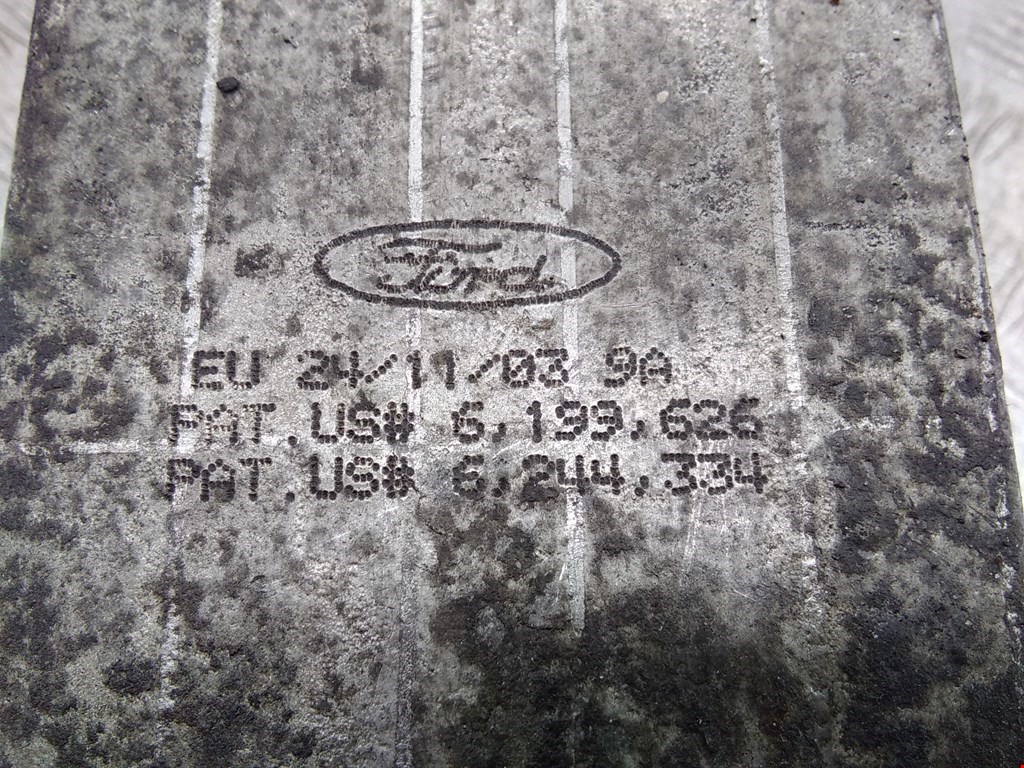 Ford
EU 24/11/03 9A
PAT.US# 6,199,626
PAT.US# 6,244,334